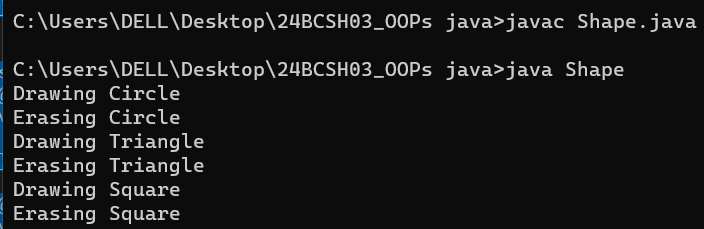 C:\Users\DELL\Desktop\24BCSH03_OOPs java>javac Shape.java
C:\Users\DELL\Desktop\24BCSH03_OOPs java>java Shape
Drawing Circle
Erasing Circle
Drawing Triangle
Erasing Triangle
Drawing Square
Erasing Square